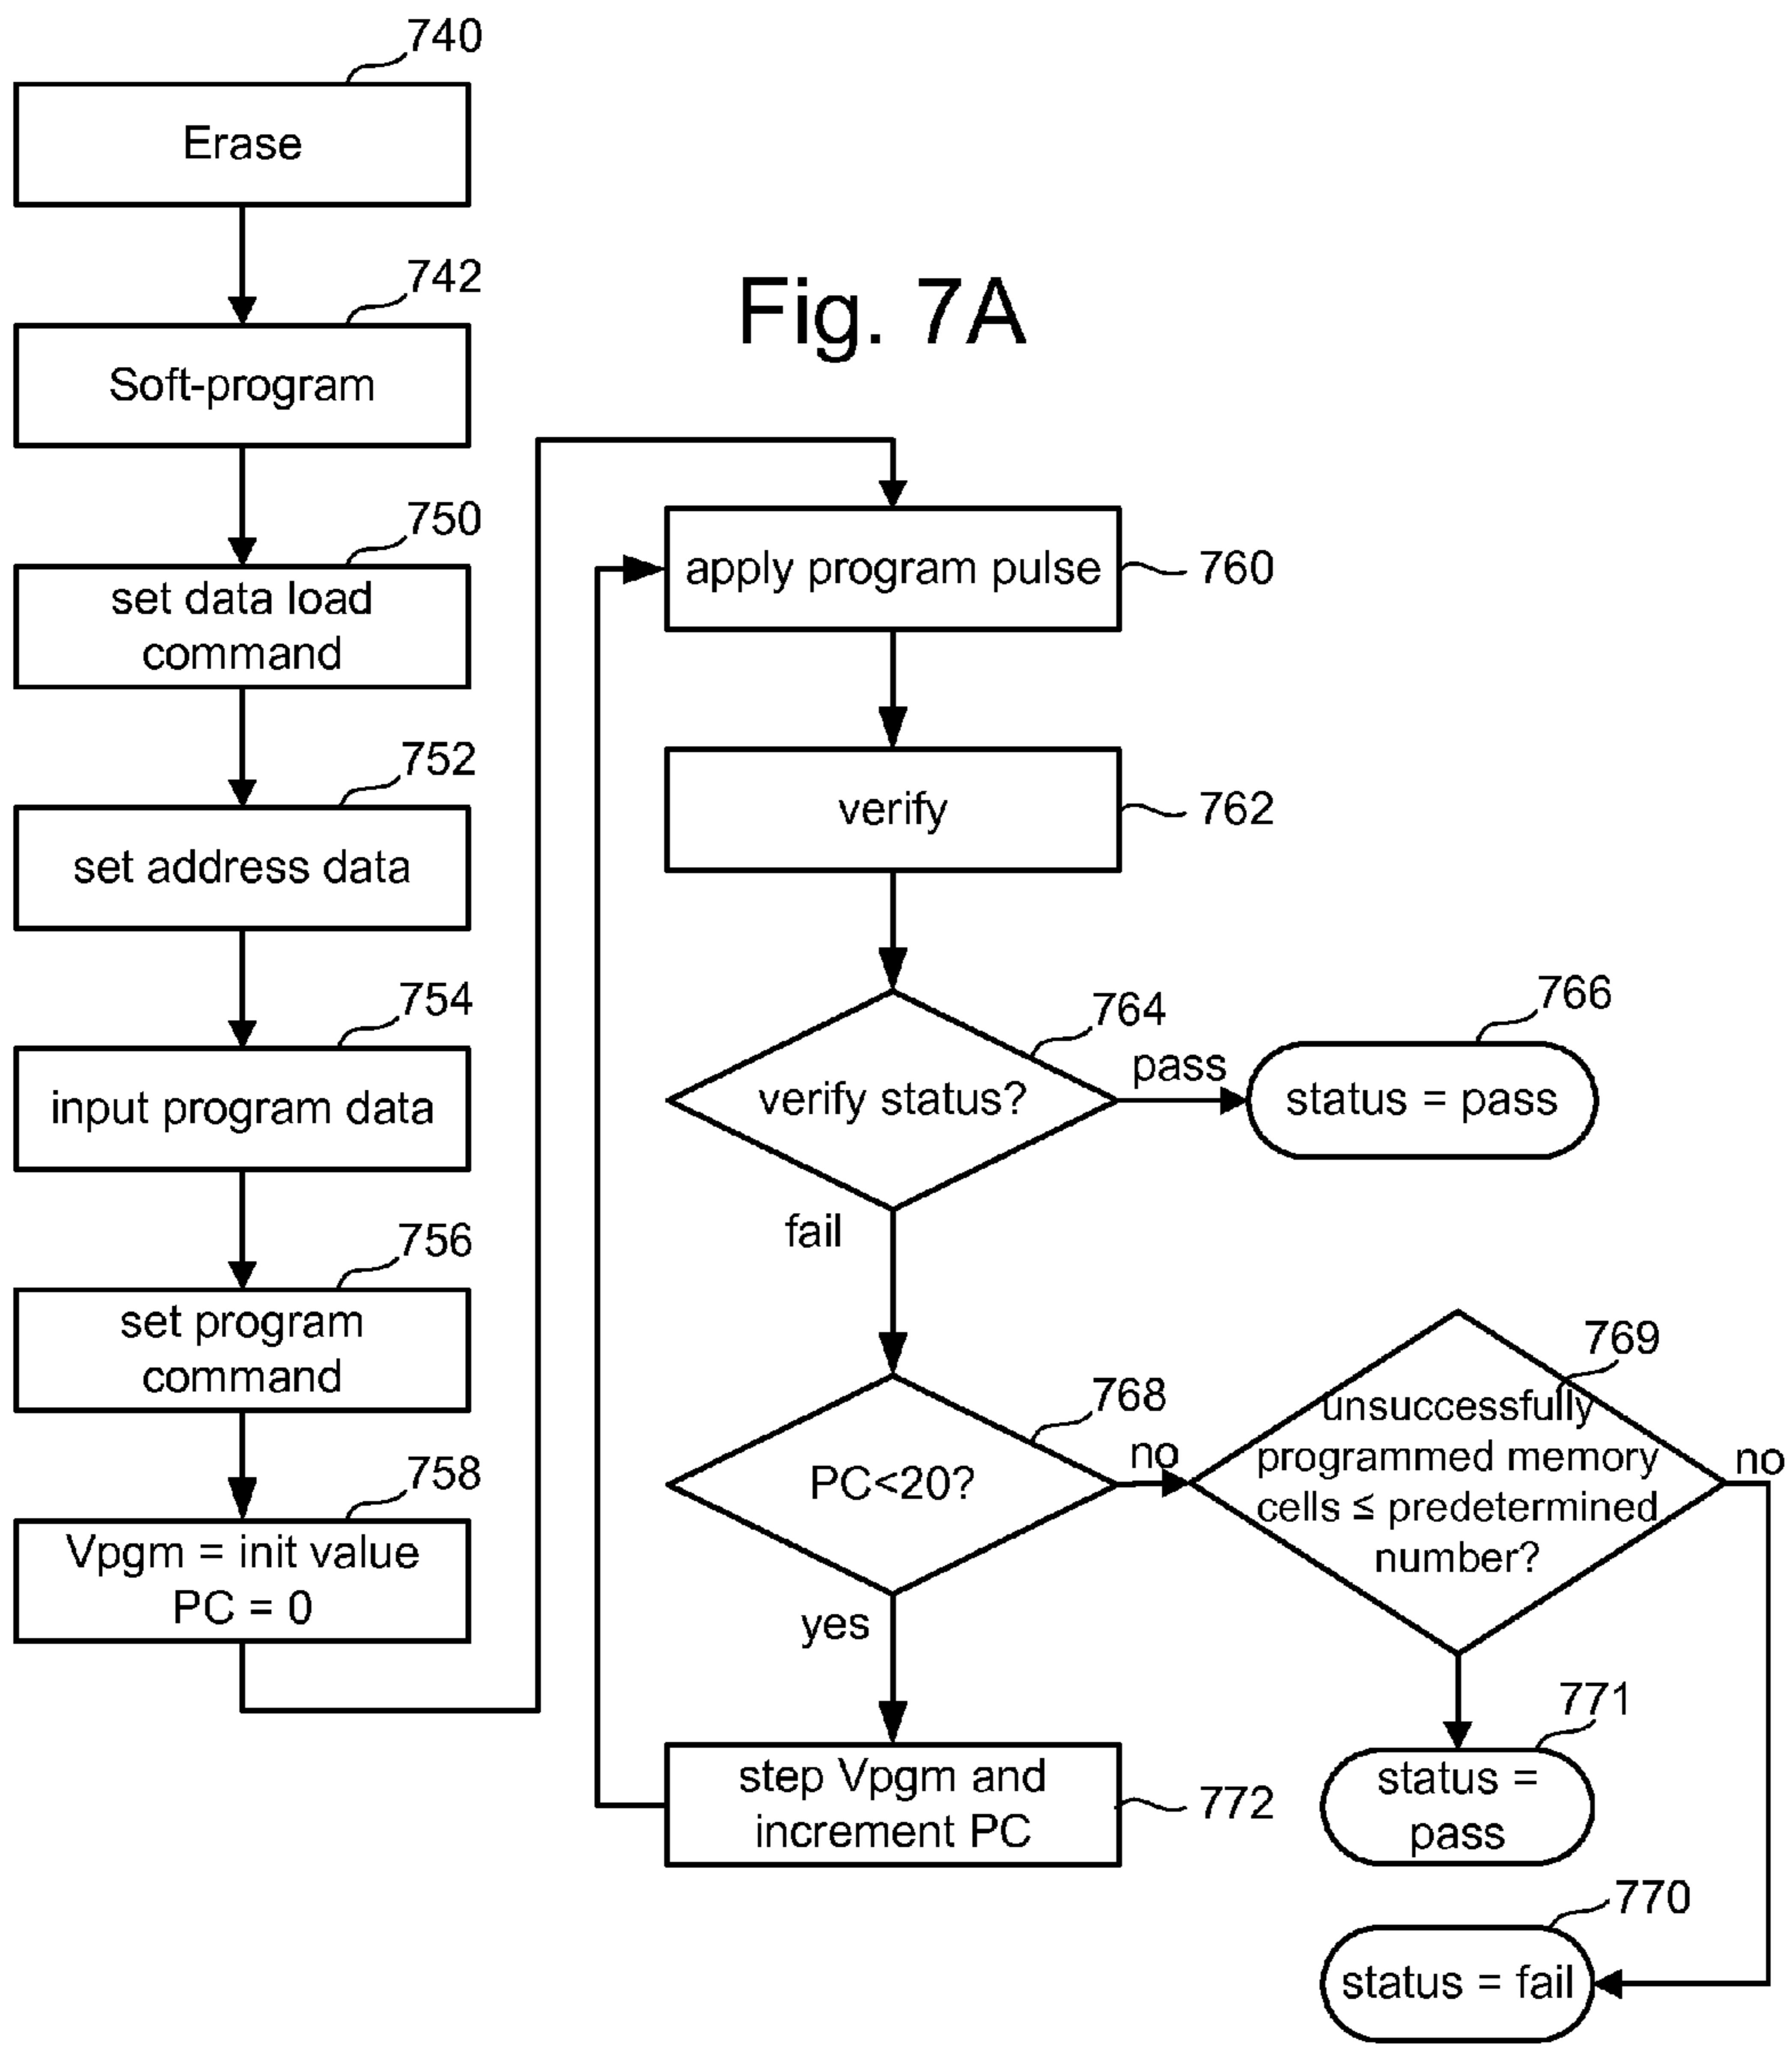 740
Erase
742
Soft-program
750
set data load
command
752
set address data
754
input program data
756
set program
command
758
Vpgm = init value
PC = 0
Fig. 7A
apply program pulse
760
verify
762
764
verify status?
pass
766
status = pass
fail
768
PC<20?
no
769
unsuccessfully
programmed memory
cells ≤ predetermined
number?
no
yes
step Vpgm and
increment PC
772
771
status =
pass
770
status = fail